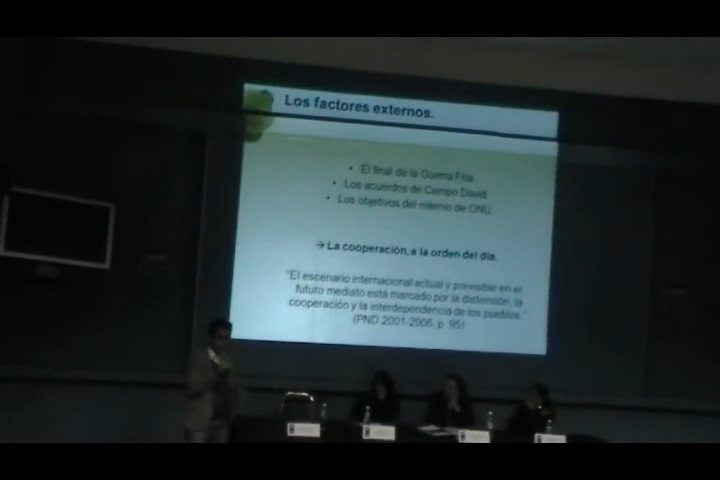 Los factores externos.
• El final de la Guerra Fría
• Los acuerdos de Campo David
• Los objetivos del milenio de ONU
→ La cooperación, a la orden del día.
"El escenario internacional actual y previsible en el
futuro mediato está marcado por la distensión, la
cooperación y la interdependencia de los pueblos."
(PND 2001-2006, p. 95)